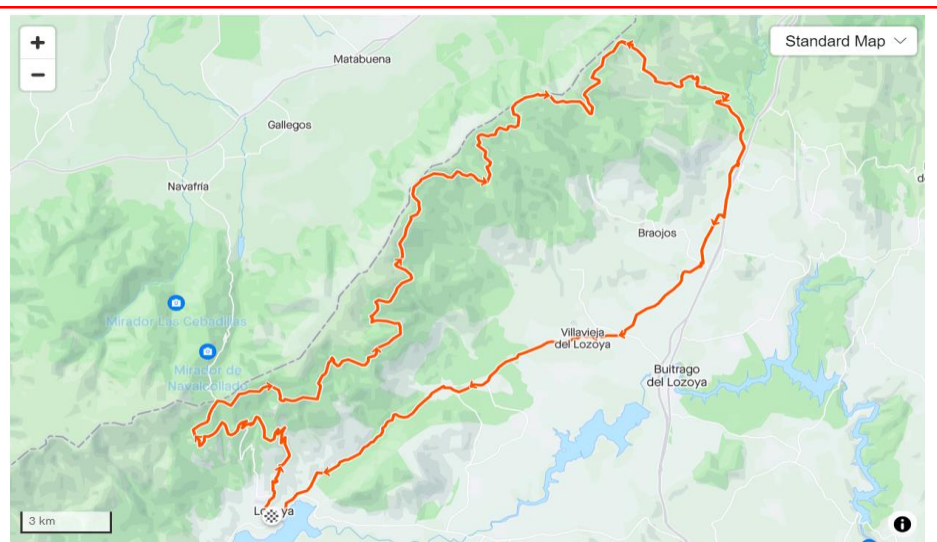 +
−
Standard Map
Matabuena
Gallegos
Navafría
Braojos
Mirador Las Cebadillas
Mirador de
Navalcollado
Villavieja
del Lozoya
Buitrago
del Lozoya
3 km
i